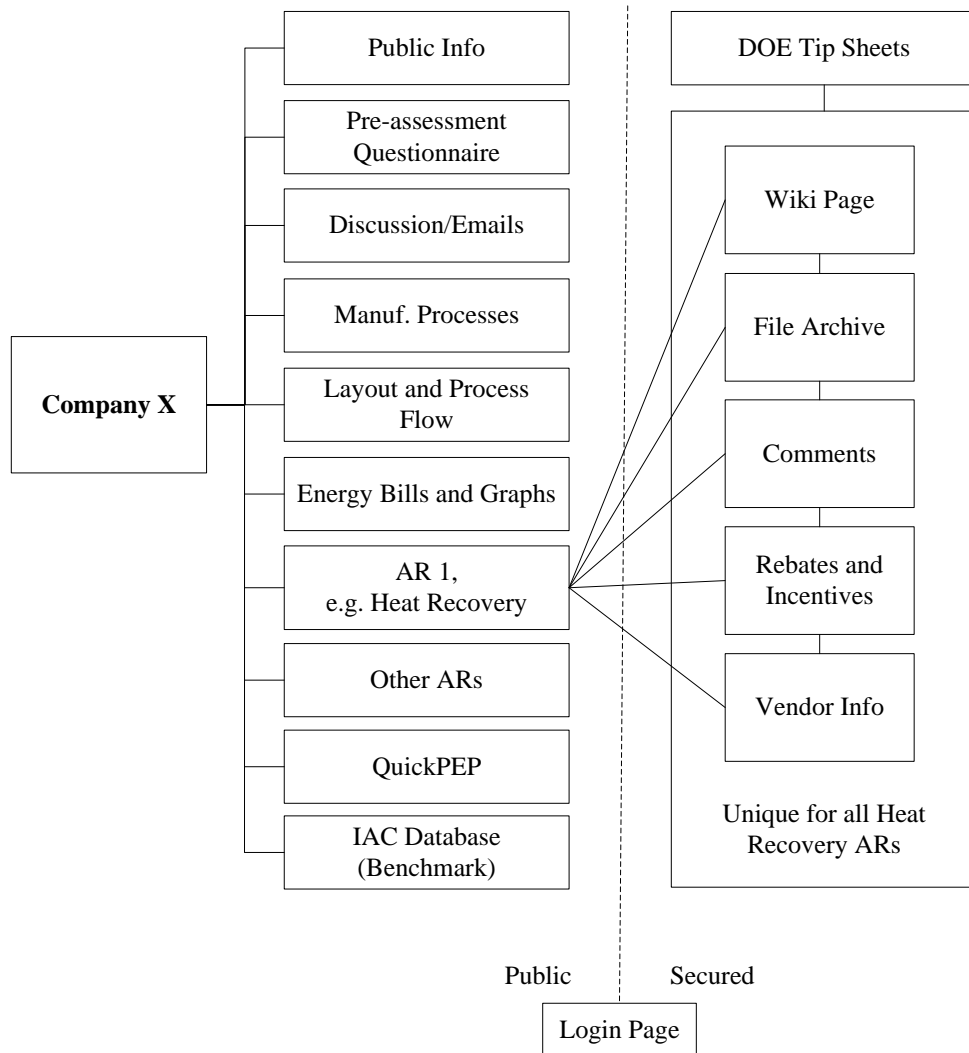 Public Info
DOE Tip Sheets
Pre-assessment
Questionnaire
Wiki Page
Discussion/Emails
Manuf. Processes
File Archive
Company X
Layout and Process
Flow
Comments
Energy Bills and Graphs
AR 1,
e.g. Heat Recovery
Rebates and
Incentives
Other ARs
Vendor Info
QuickPEP
Unique for all Heat
Recovery ARs
IAC Database
(Benchmark)
Public
Secured
Login Page